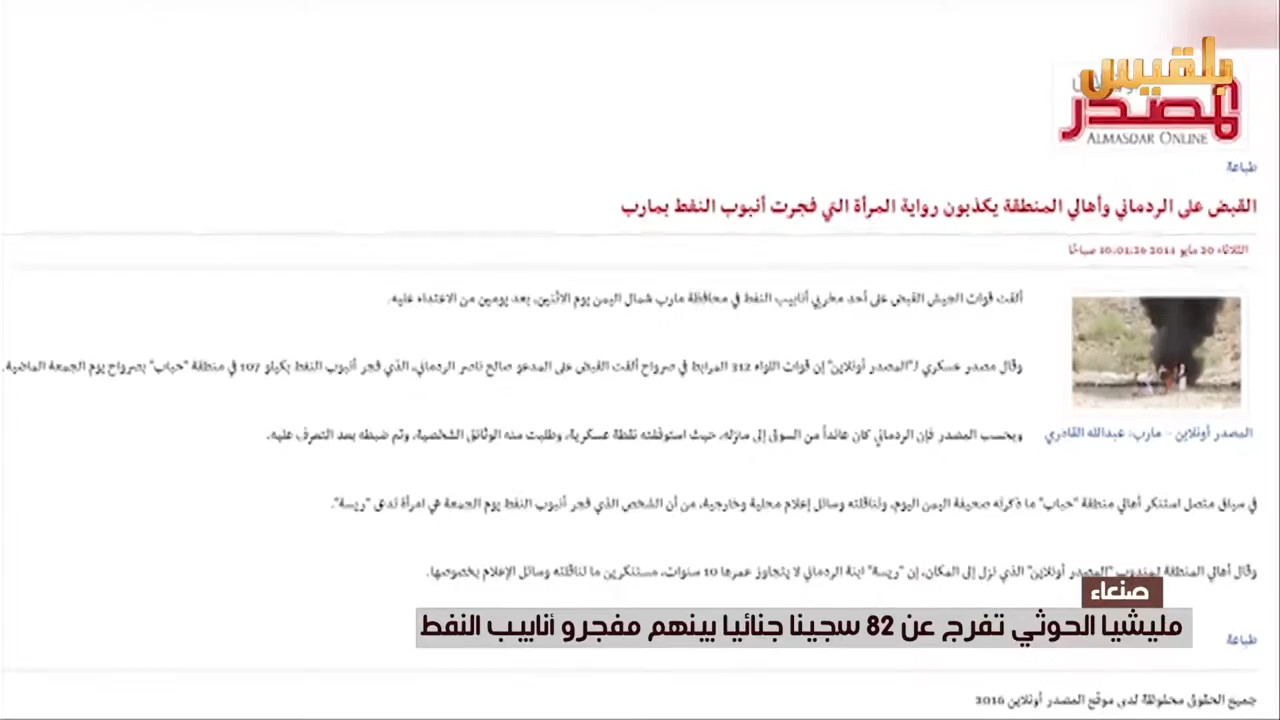 بلقيس
المصدر
ALMASDAR ONLINE
طباعة
القبض على الردماني وأهالي المنطقة يكذبون رواية المرأة التي فجرت أنبوب النفط بمارب
الثلاثاء 20 مايو 2014 10:01:26 صباحا
ألقت قوات الجيش القبض على أحد مخربي أنابيب النفط في محافظة مارب شمال اليمن يوم الاثنين، بعد يومين من الاعتداء عليه.
وقال مصدر عسكري لـ"المصدر أونلاين" إن قوات اللواء 312 المرابط في صرواح ألقت القبض على المدعو صالح ناصر الردماني، الذي فجر أنبوب النفط بكيلو 107 في منطقة "حباب" بصرواح يوم الجمعة الماضية.
وبحسب المصدر فإن الردماني كان عائداً من السوق إلى منزله، حيث استوقفته نقطة عسكرية، وطلبت منه الوثائق الشخصية، وتم ضبطه بعد التعرف عليه.
المصدر أونلاين - مارب: عبدالله القادري
في سياق متصل استنكر أهالي منطقة "حباب" ما ذكرته صحيفة اليمن اليوم، وتناقلته وسائل إعلام محلية وخارجية، من أن الشخص الذي فجر أنبوب النفط يوم الجمعة هي امرأة تدعى "ريسة".
وقال أهالي المنطقة لمندوب "المصدر أونلاين" الذي نزل إلى المكان، إن "ريسة" ابنة الردماني لا يتجاوز عمرها 10 سنوات، مستنكرين ما تناقلته وسائل الإعلام بخصوصها.
صنعاء
مليشيا الحوثي تفرج عن 82 سجينا جنائيا بينهم مفجرو أنابيب النفط
طباعة
جميع الحقوق محفوظة لدى موقع المصدر أونلاين 2016